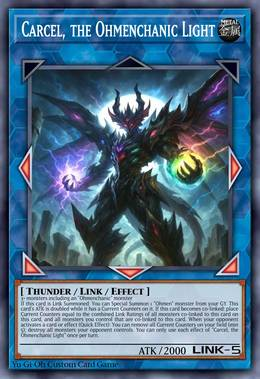 Carcel, the Ohmenchanic Light
METAL
[ Thunder / Link / Effect ]
3+ monsters including an "Ohmenchanic" monster
If this card is Link Summoned: You can Special Summon 1 "Ohmen" monster from your GY. This
card's ATK is doubled while it has a Current Counters on it. If this card becomes co-linked: place
Current Counters equal to the combined Link Ratings of all monsters co-linked to this card on
this card, and all monsters you control that are co-linked to this card. When your opponent
activates a card or effect (Quick Effect): You can remove all Current Counters on your field (min
destroy all monsters your opponent controls. You can only use each effect of "Carcel, the
Ohmenchanic Light" once per turn.
ATK/2000 LINK-5
Yu-Gi-Oh Custom Card Game